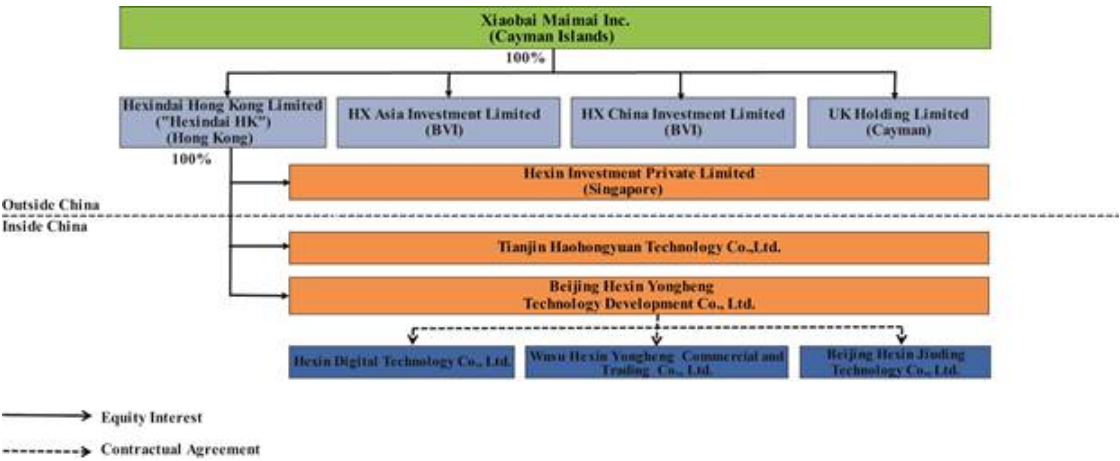 Xiaobai Maimai Inc.
(Cayman Islands)
100%
Hexindai Hong Kong Limited
("Hexindai HK")
(Hong Kong)
HX Asia Investment Limited
(BVI)
HX China Investment Limited
(BVI)
UK Holding Limited
(Cayman)
100%
Hexin Investment Private Limited
(Singapore)
Outside China
Inside China
Tianjin Haohongyuan Technology Co.,Ltd.
Beijing Hexin Yongheng
Technology Development Co., Ltd.
Hexin Digital Technology Co., Ltd.
Wusu Hexin Yongheng Commercial and
Trading Co., Ltd.
Beijing Hexin Jiuding
Technology Co., Ltd.
Equity Interest
Contractual Agreement